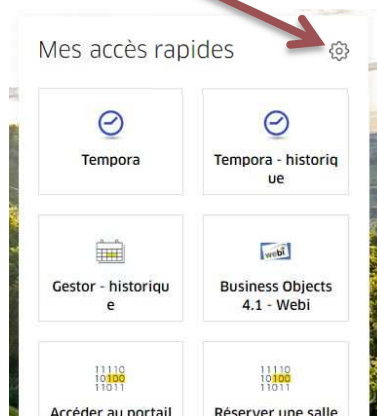 Mes accès rapides
Tempora
Tempora - historiq
ue
Gestor - historiqu
e
webi
Business Objects
4.1 - Webi
11110
10100
11011
11110
10100
11011
Accéder au portail
Réserver une salle